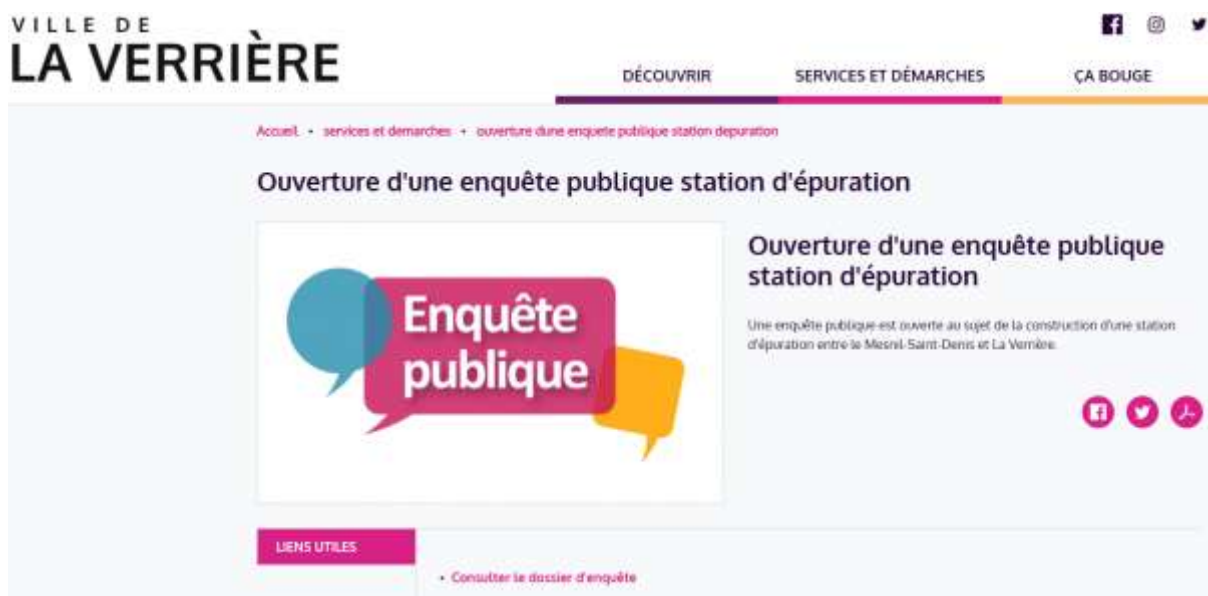 VILLE DE
LA VERRIÈRE
DÉCOUVRIR
SERVICES ET DÉMARCHES
ÇA BOUGE
Accueil • services et demarches • ouverture dune enquete publique station depuration
Ouverture d'une enquête publique station d'épuration
Enquête
publique
Ouverture d'une enquête publique
station d'épuration
Une enquête publique est ouverte au sujet de la construction d'une station
d'épuration entre le Mesnil-Saint-Denis et La Verrière.
LIENS UTILES
• Consulter le dossier d'enquête